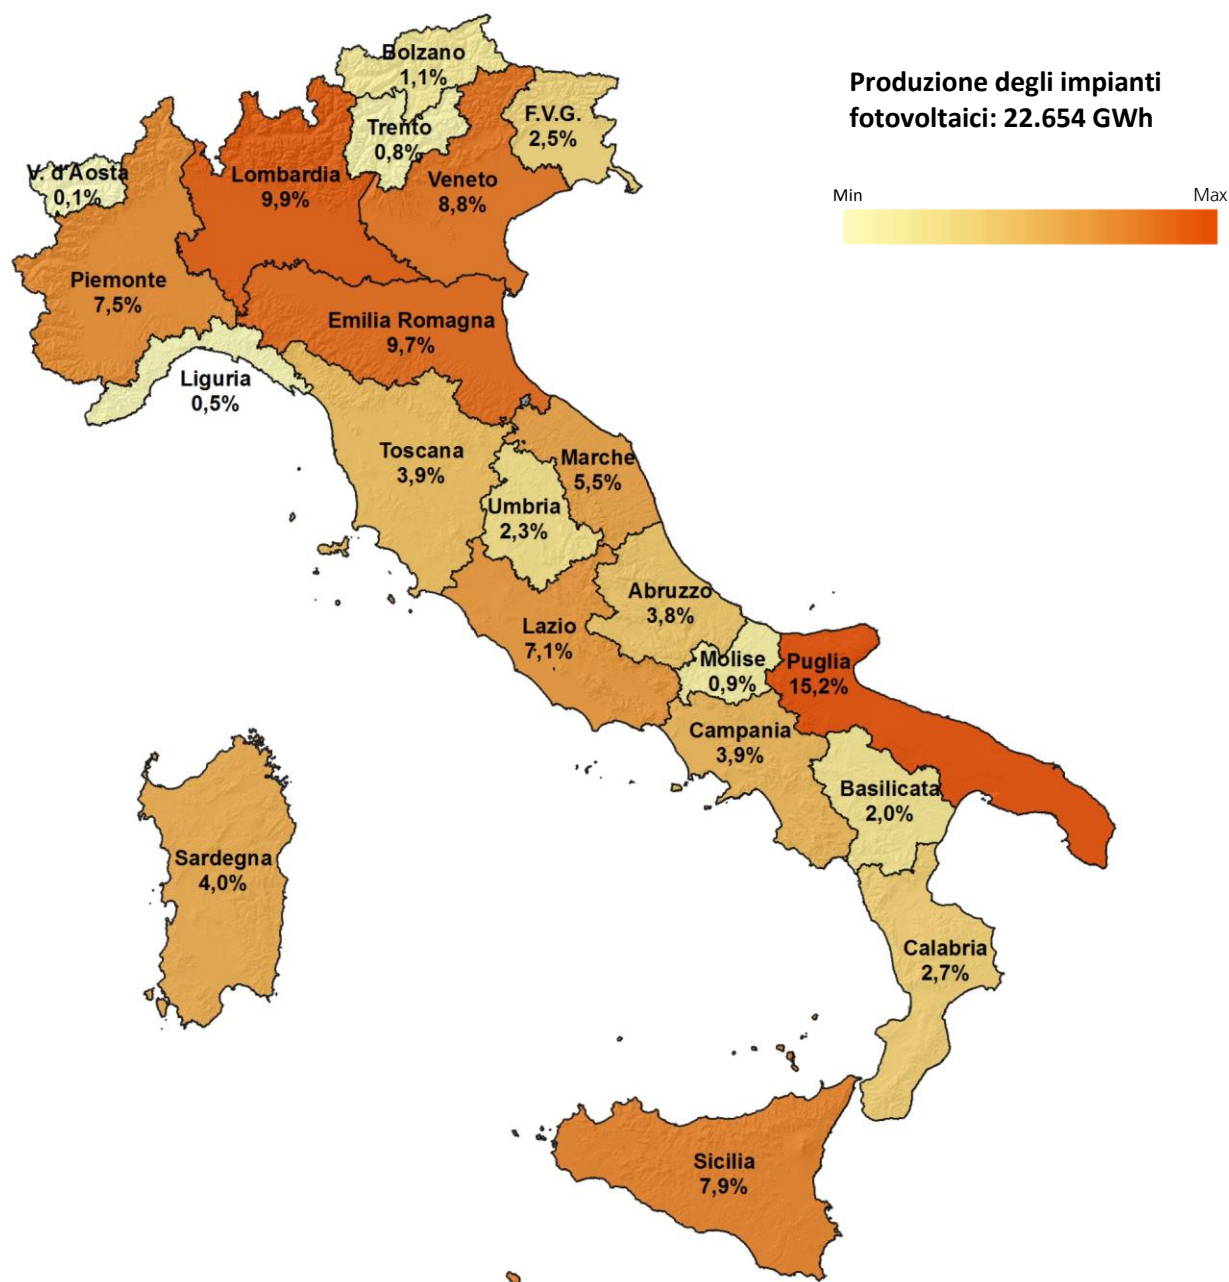 Produzione degli impianti
fotovoltaici: 22.654 GWh
Min
Max
Bolzano
1,1%
Trento
0,8%
F.V.G.
2,5%
V. d'Aosta
0,1%
Lombardia
9,9%
Veneto
8,8%
Piemonte
7,5%
Emilia Romagna
9,7%
Liguria
0,5%
Toscana
3,9%
Marche
5,5%
Umbria
2,3%
Abruzzo
3,8%
Lazio
7,1%
Molise
0,9%
Puglia
15,2%
Campania
3,9%
Basilicata
2,0%
Sardegna
4,0%
Calabria
2,7%
Sicilia
7,9%